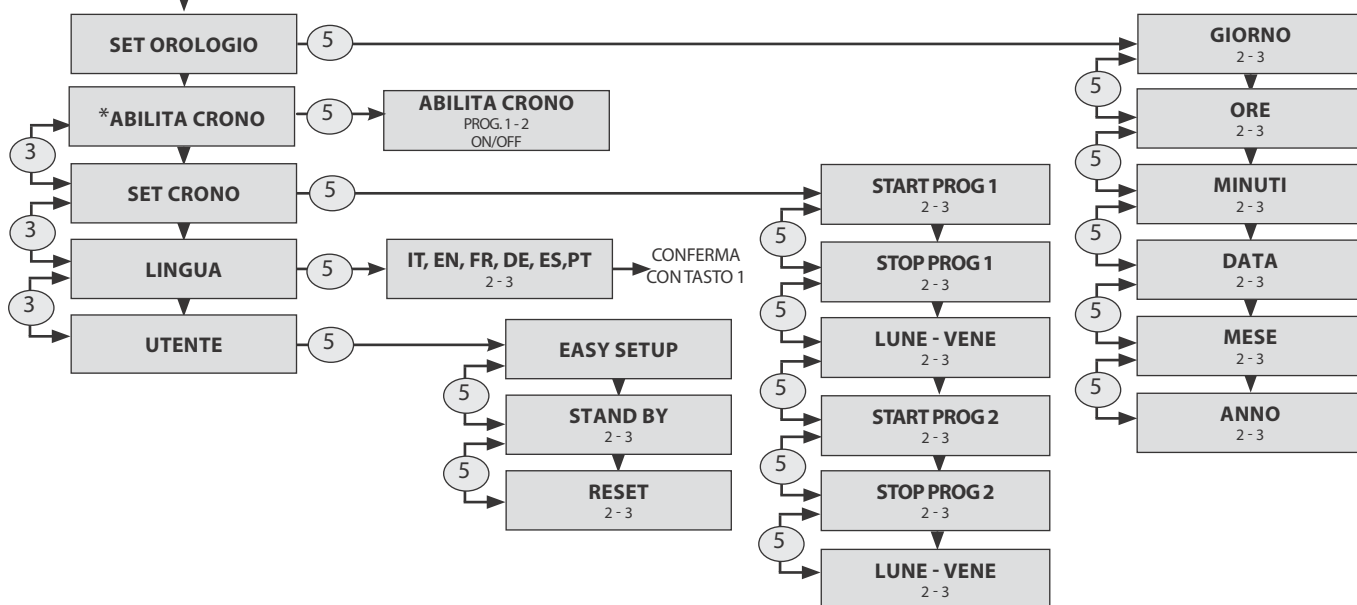 SET OROLOGIO
5
*ABILITA CRONO
5
ABILITA CRONO
PROG. 1 - 2
ON/OFF
3
SET CRONO
5
3
LINGUA
5
IT, EN, FR, DE, ES,PT
2 - 3
CONFERMA
CON TASTO 1
3
UTENTE
5
EASY SETUP
5
STAND BY
2 - 3
5
RESET
2 - 3
START PROG 1
2 - 3
5
STOP PROG 1
2 - 3
5
LUNE - VENE
2 - 3
5
START PROG 2
2 - 3
5
STOP PROG 2
2 - 3
5
LUNE - VENE
2 - 3
GIORNO
2 - 3
5
ORE
2 - 3
5
MINUTI
2 - 3
5
DATA
2 - 3
5
MESE
2 - 3
5
ANNO
2 - 3